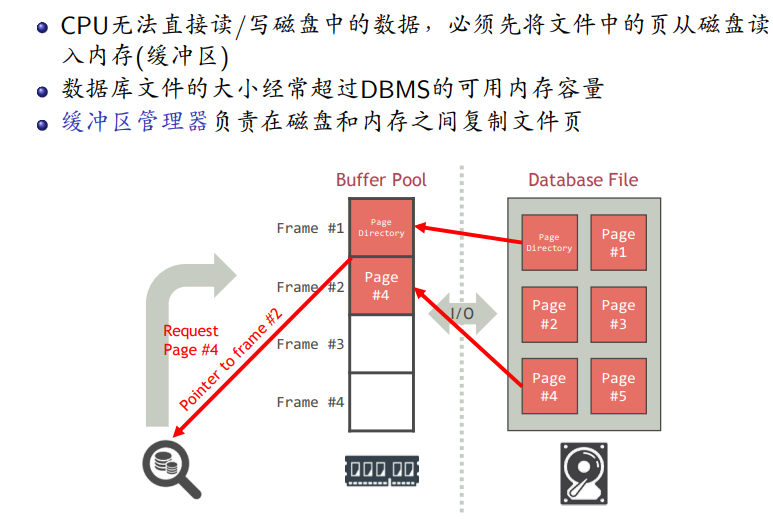 CPU无法直接读/写磁盘中的数据，必须先将文件中的页从磁盘读
入内存(缓冲区)
数据库文件的大小经常超过DBMS的可用内存容量
缓冲区管理器负责在磁盘和内存之间复制文件页
Buffer Pool
Database File
Frame #1
Page
Directory
Page
Directory
Page
#1
Frame #2
Page
#4
Page
#2
Page
#3
I/O
Request
Page #4
Pointer to frame #2
Frame #3
Frame #4
Page
#4
Page
#5